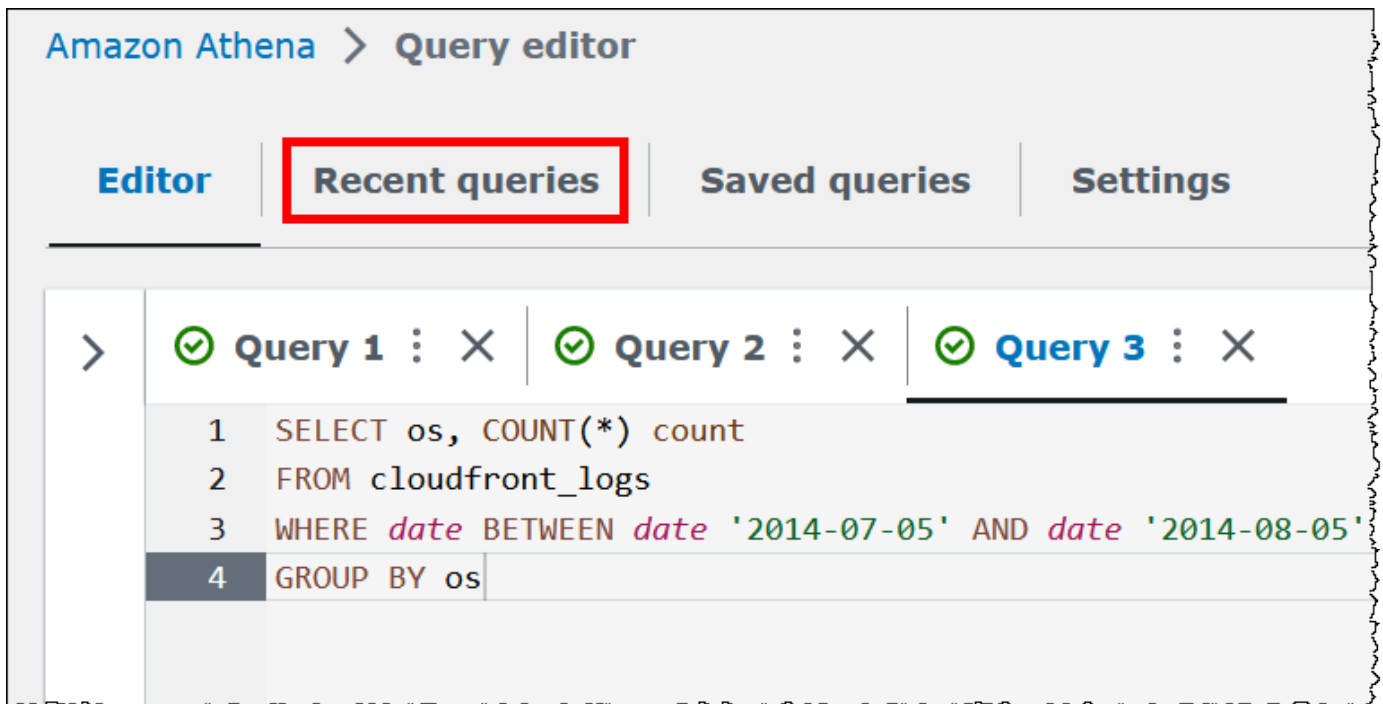 Amazon Athena > Query editor
Editor Recent queries Saved queries Settings
Query 1 Query 2 Query 3
1 SELECT os, COUNT(*) count
2 FROM cloudfront_logs
3 WHERE date BETWEEN date '2014-07-05' AND date '2014-08-05'
4 GROUP BY os